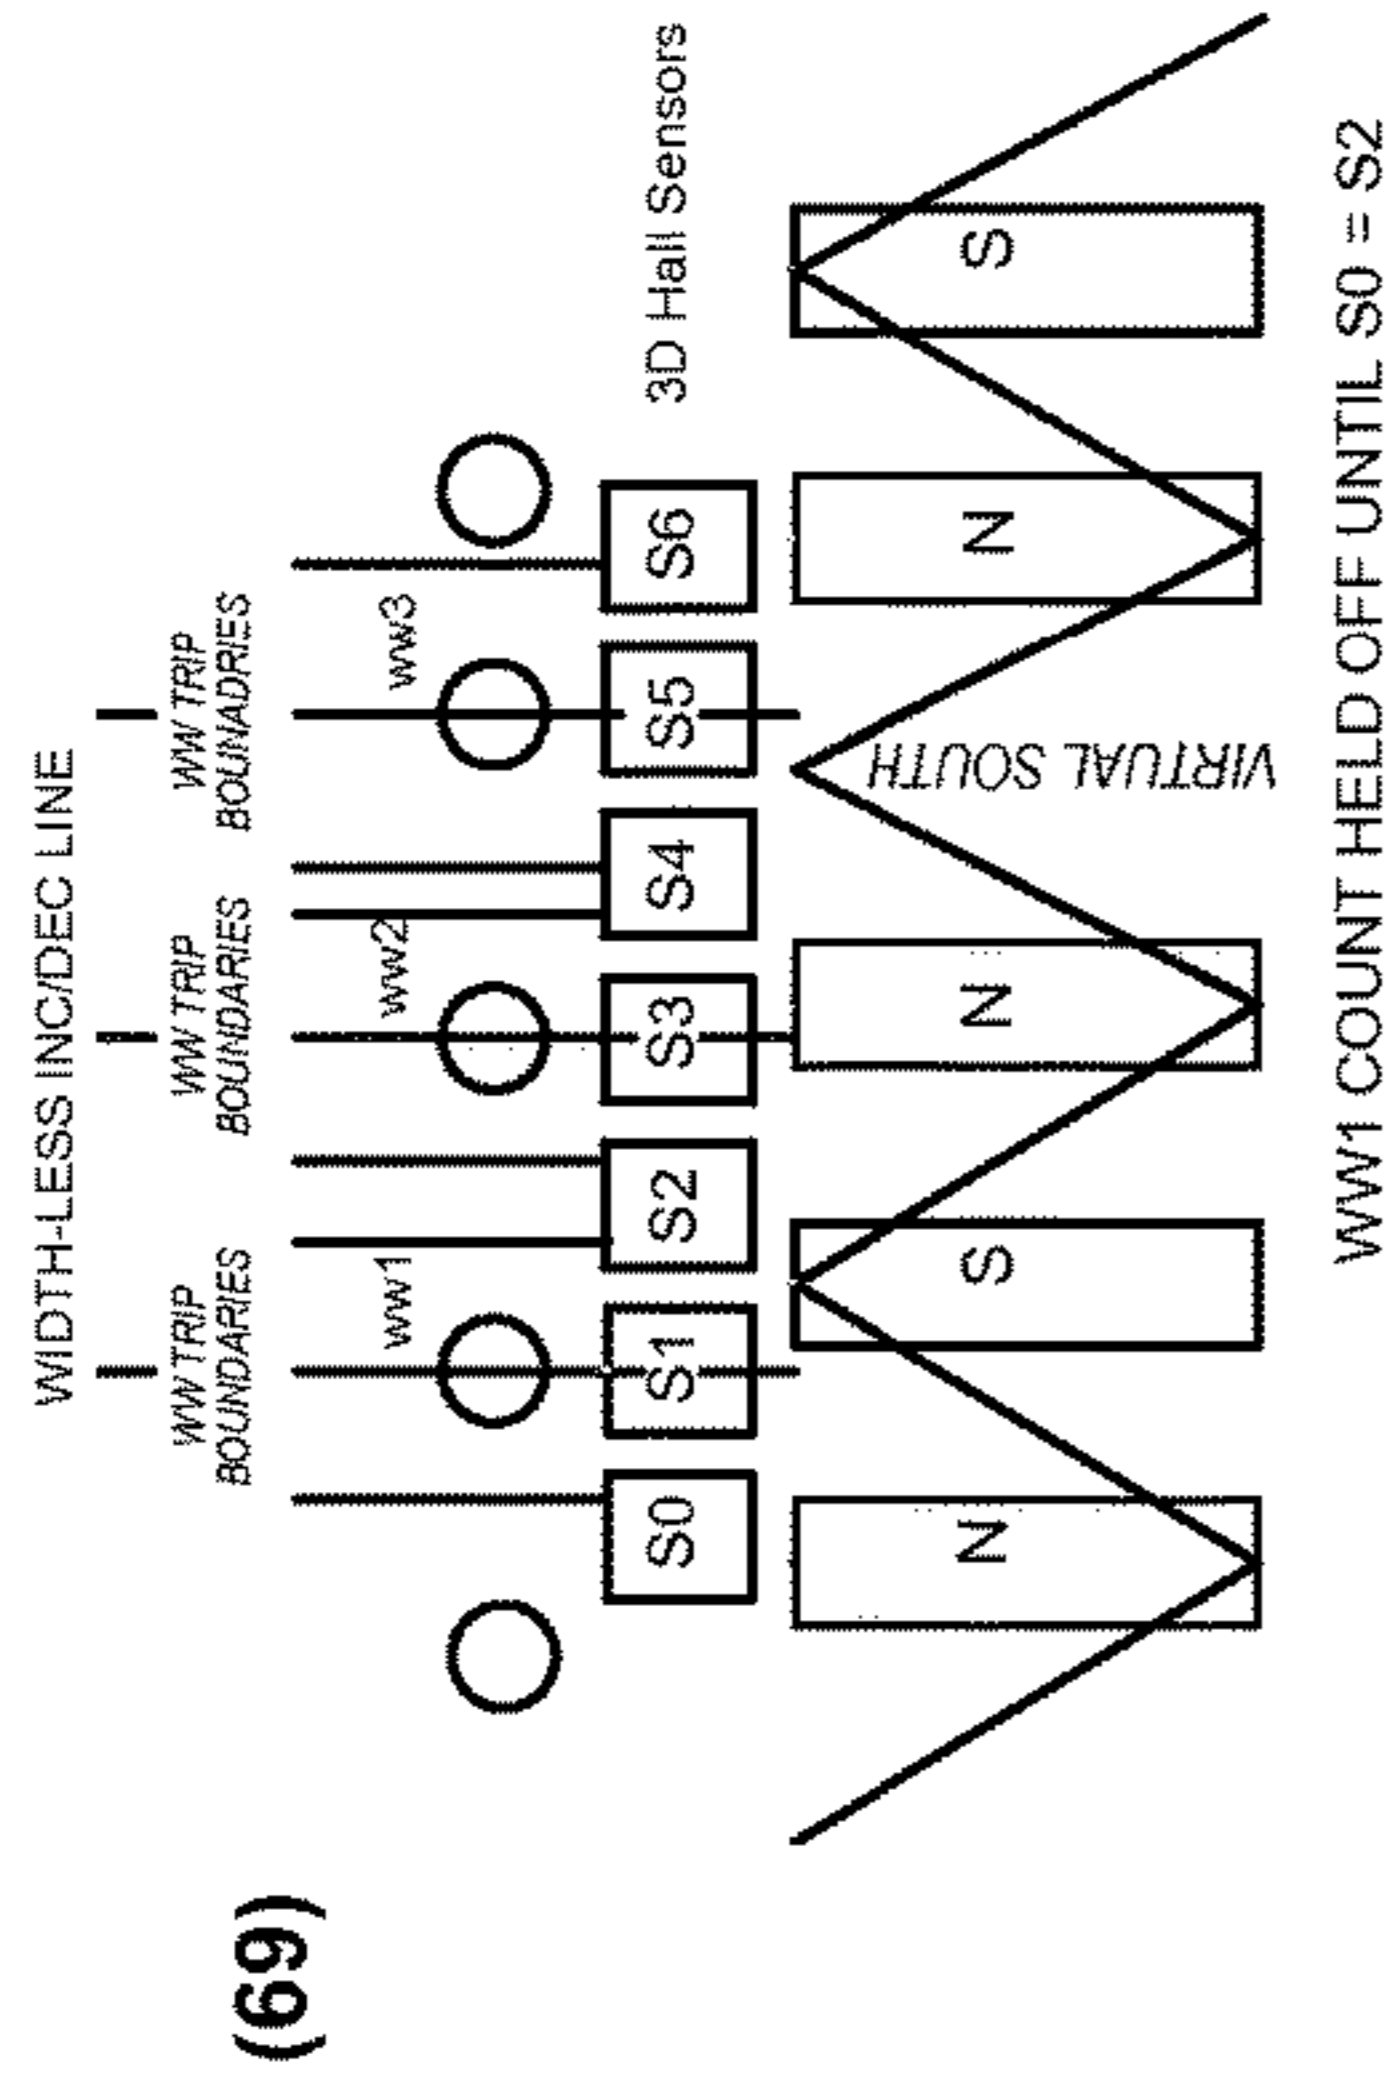 (69)
WIDTH-LESS INC/DEC LINE
WW TRIP
BOUNDARIES
WW TRIP
BOUNDARIES
WW TRIP
BOUNADRIES
ww1
ww2
ww3
S0 S1 S2 S3 S4 S5 S6
3D Hall Sensors
N S N N S
VIRTUAL SOUTH
WW1 COUNT HELD OFF UNTIL S0 = S2